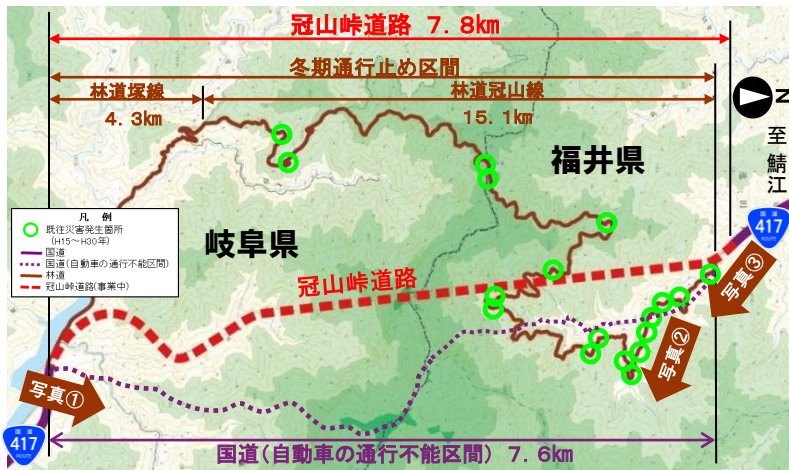 冠山峠道路 7.8km
冬期通行止め区間
林道塚線
4.3km
林道冠山線
15.1km
N
至 鯖江
福井県
国道
417
ROUTE
岐阜県
凡 例
既往災害発生箇所
(H15~H30年)
国道
国道(自動車の通行不能区間)
林道
冠山峠道路(事業中)
冠山峠道路
写真③
写真②
写真①
国道
417
ROUTE
国道(自動車の通行不能区間) 7.6km